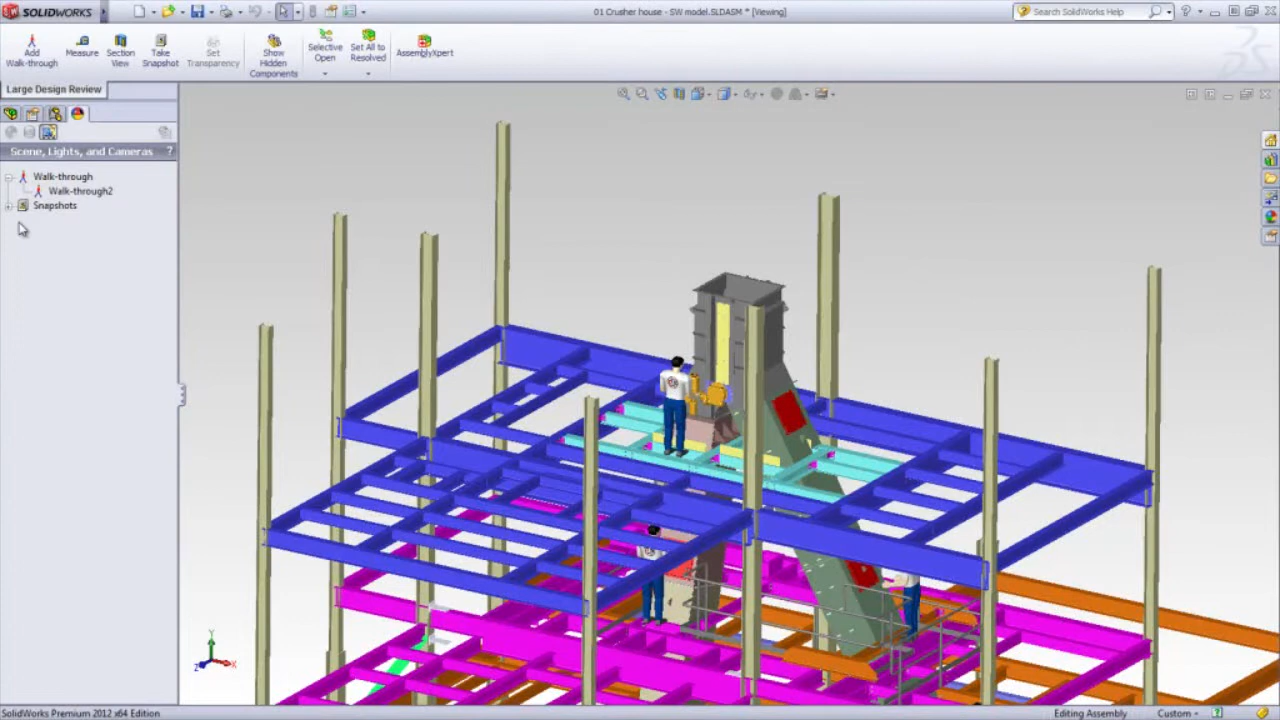 SOLIDWORKS
01 Crusher house - SW model.SLDASM * [Viewing]
Search SolidWorks Help
Add Walk-through
Measure
Section View
Take Snapshot
Set Transparency
Show Hidden Components
Selective Open
Set All to Resolved
AssemblyXpert
Large Design Review
Scene, Lights, and Cameras
?
Walk-through
Walk-through2
Snapshots
Y
Z
X
SolidWorks Premium 2012 x64 Edition
Editing Assembly
Custom